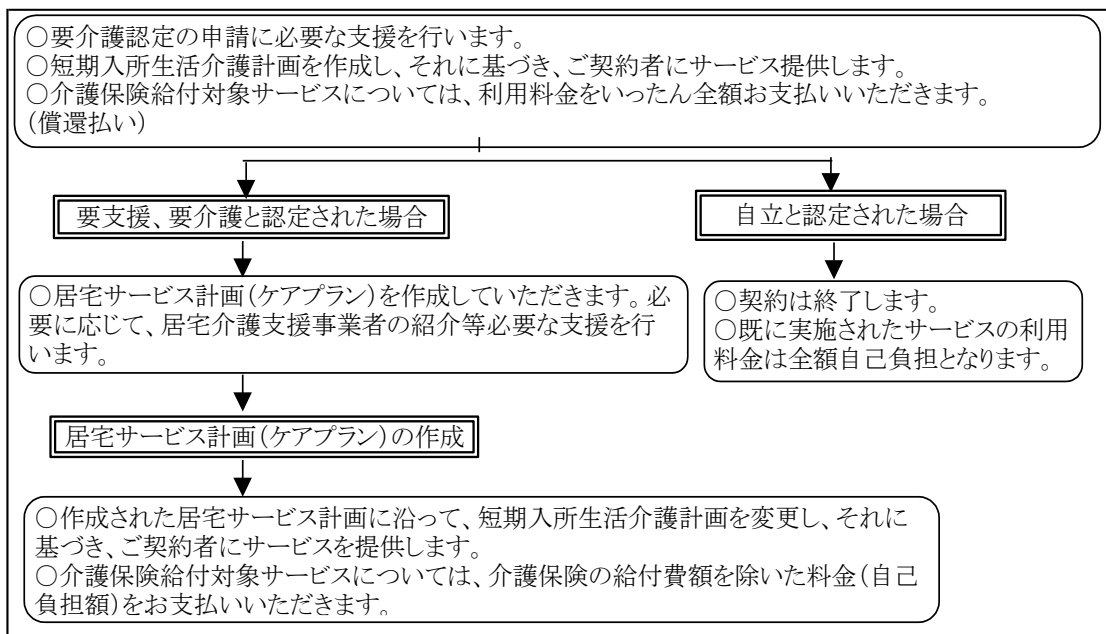 ○要介護認定の申請に必要な支援を行います。
○短期入所生活介護計画を作成し、それに基づき、ご契約者にサービス提供します。
○介護保険給付対象サービスについては、利用料金をいったん全額お支払いいただきます。
(償還払い)
要支援、要介護と認定された場合
自立と認定された場合
○居宅サービス計画(ケアプラン)を作成していただきます。必
要に応じて、居宅介護支援事業者の紹介等必要な支援を行
います。
○契約は終了します。
○既に実施されたサービスの利用
料金は全額自己負担となります。
居宅サービス計画(ケアプラン)の作成
○作成された居宅サービス計画に沿って、短期入所生活介護計画を変更し、それに
基づき、ご契約者にサービスを提供します。
○介護保険給付対象サービスについては、介護保険の給付費額を除いた料金(自己
負担額)をお支払いいただきます。